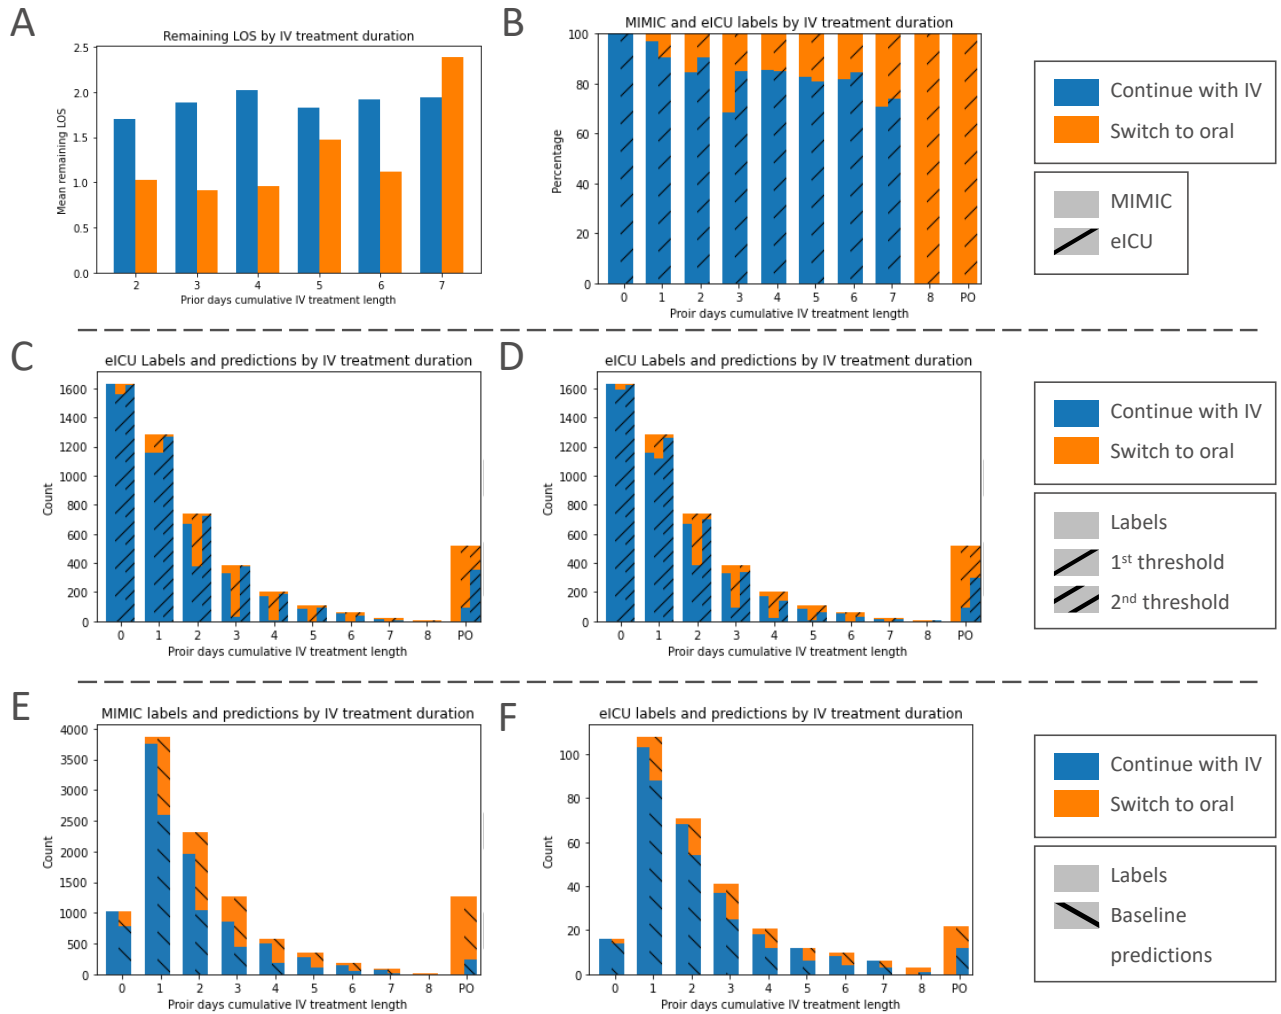 A
Remaining LOS by IV treatment duration
Mean remaining LOS
2.5
2.0
1.5
1.0
0.5
0.0
2 3 4 5 6 7
Prior days cumulative IV treatment length
B
MIMIC and eICU labels by IV treatment duration
Percentage
100
80
60
40
20
0
0 1 2 3 4 5 6 7 8 PO
Proir days cumulative IV treatment length
Continue with IV
Switch to oral
MIMIC
eICU
C
eICU Labels and predictions by IV treatment duration
Count
1600
1400
1200
1000
800
600
400
200
0
0 1 2 3 4 5 6 7 8 PO
Proir days cumulative IV treatment length
D
eICU Labels and predictions by IV treatment duration
Count
1600
1400
1200
1000
800
600
400
200
0
0 1 2 3 4 5 6 7 8 PO
Proir days cumulative IV treatment length
Continue with IV
Switch to oral
Labels
1st threshold
2nd threshold
E
MIMIC labels and predictions by IV treatment duration
Count
4000
3500
3000
2500
2000
1500
1000
500
0
0 1 2 3 4 5 6 7 8 PO
Proir days cumulative IV treatment length
F
eICU labels and predictions by IV treatment duration
Count
100
80
60
40
20
0
0 1 2 3 4 5 6 7 8 PO
Proir days cumulative IV treatment length
Continue with IV
Switch to oral
Labels
Baseline
predictions